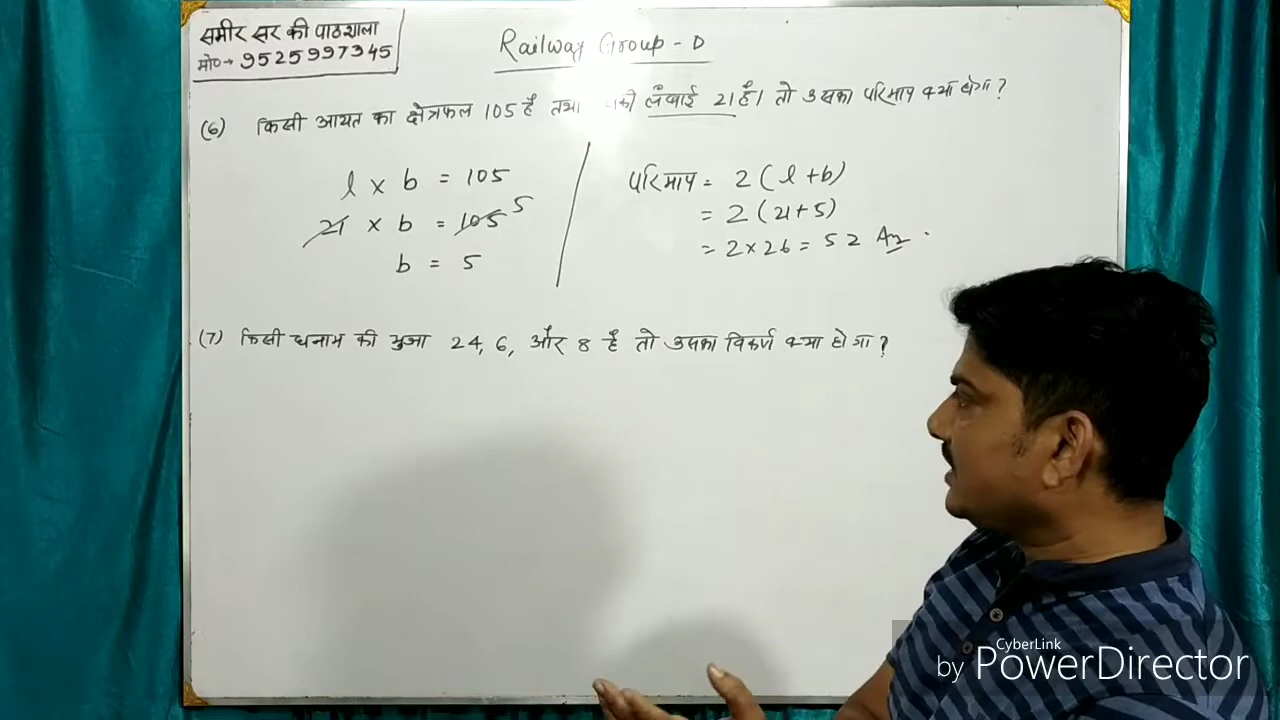 समीर सर की पाठशाला
मो०→ 9525997345
Railway Group - D
(6) किसी आयत का क्षेत्रफल 105 है तथा की लंम्बाई 21 है। तो उसका परिमाप क्या होगा?
l × b = 105
21 × b = 105 5
b = 5
परिमाप = 2 ( l + b )
= 2 ( 21 + 5 )
= 2 × 26 = 52 Ans.
(7) किसी घनाभ की भुजा 24, 6, और 8 है तो उसका विकर्ण क्या होगा?
CyberLink
by PowerDirector